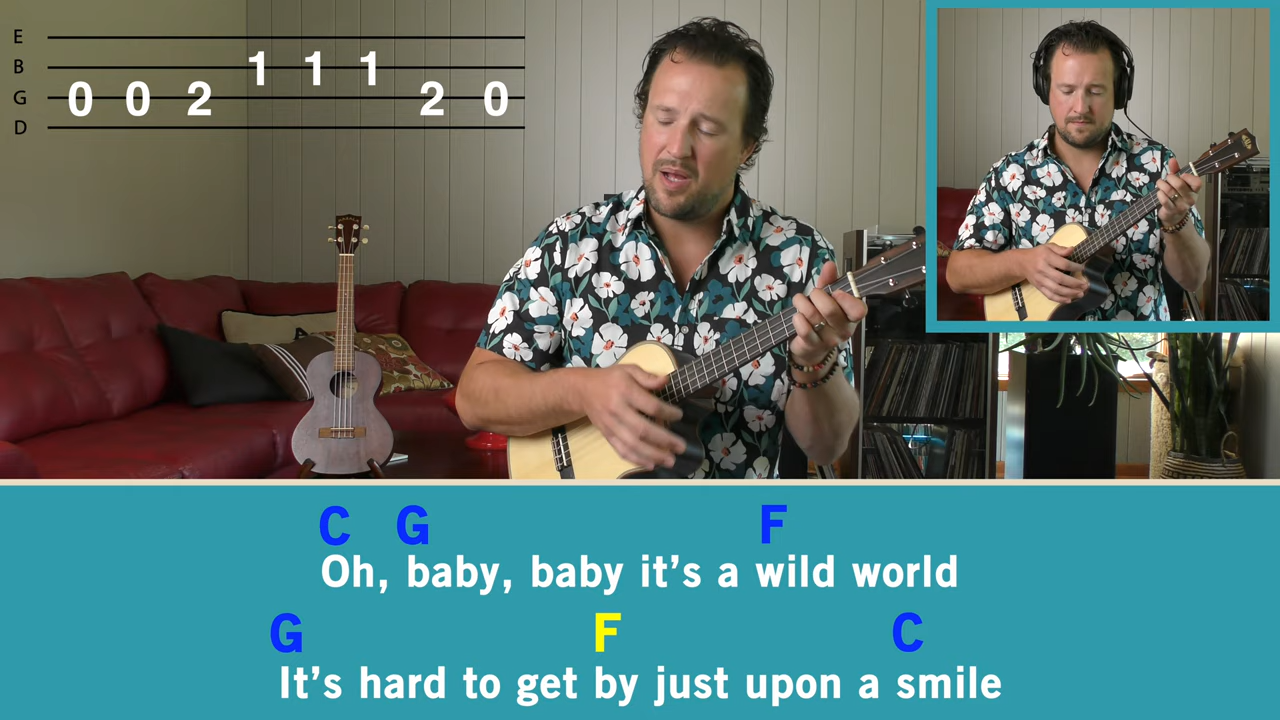 E
B 1 1 1
G 0 0 2 2 0
D
C G F
Oh, baby, baby it's a wild world
G F C
It's hard to get by just upon a smile